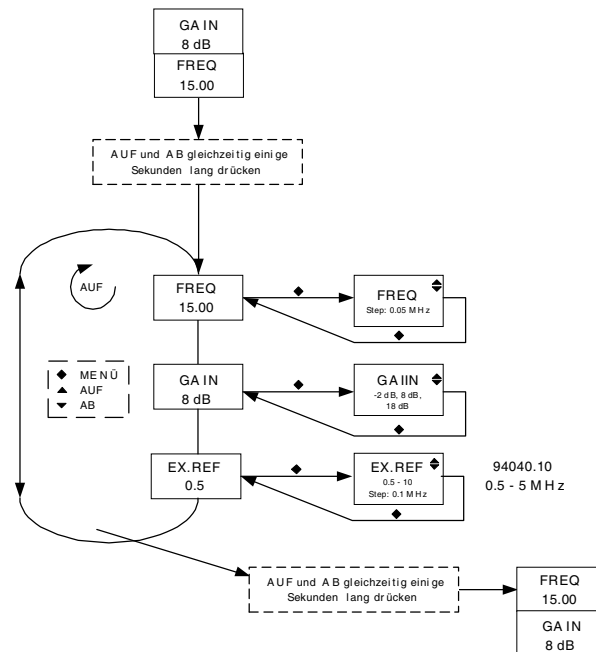 GAIN
8 dB
FREQ
15.00
AUF und AB gleichzeitig einige
Sekunden lang drücken
AUF
FREQ
15.00
FREQ
Step: 0.05 MHz
MENÜ
AUF
AB
GAIN
8 dB
GAIIN
-2 dB, 8 dB,
18 dB
EX.REF
0.5
EX.REF
0.5 - 10
Step: 0.1 MHz
94040.10
0.5 - 5 MHz
AUF und AB gleichzeitig einige
Sekunden lang drücken
FREQ
15.00
GAIN
8 dB